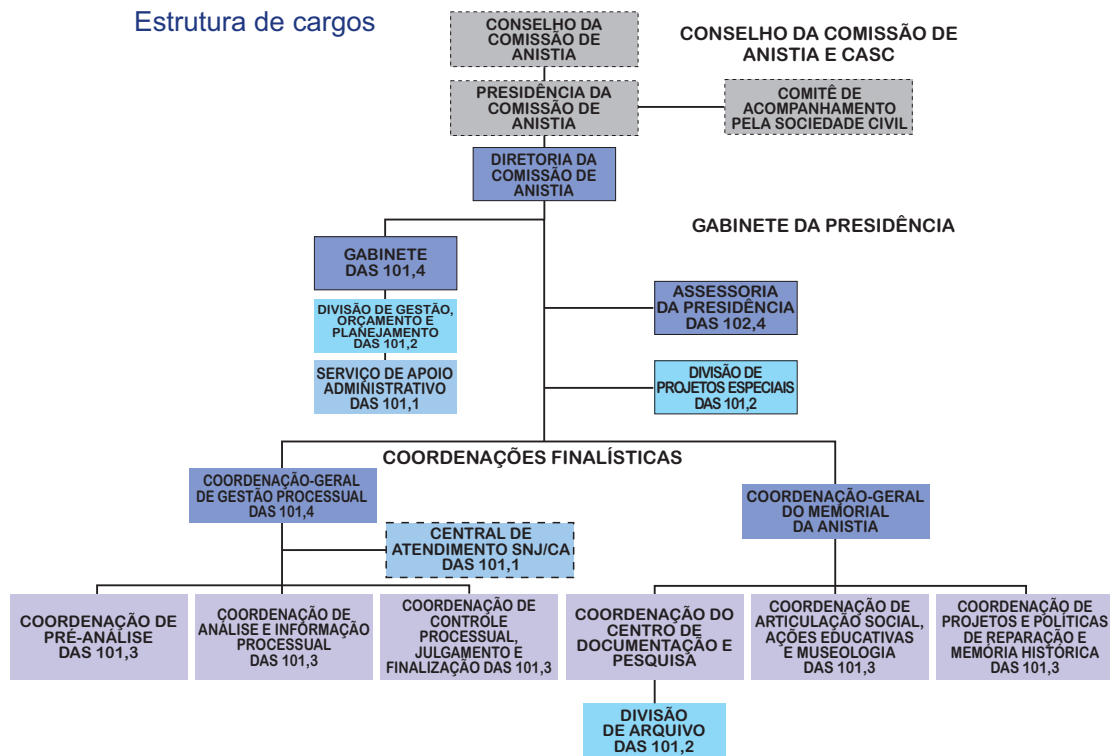 Estrutura de cargos
CONSELHO DA
COMISSÃO DE
ANISTIA
CONSELHO DA COMISSÃO DE
ANISTIA E CASC
PRESIDÊNCIA DA
COMISSÃO DE
ANISTIA
COMITÊ DE
ACOMPANHAMENTO
PELA SOCIEDADE CIVIL
DIRETORIA DA
COMISSÃO DE
ANISTIA
GABINETE DA PRESIDÊNCIA
GABINETE
DAS 101,4
DIVISÃO DE GESTÃO,
ORÇAMENTO E
PLANEJAMENTO
DAS 101,2
SERVIÇO DE APOIO
ADMINISTRATIVO
DAS 101,1
ASSESSORIA
DA PRESIDÊNCIA
DAS 102,4
DIVISÃO DE
PROJETOS ESPECIAIS
DAS 101,2
COORDENAÇÕES FINALÍSTICAS
COORDENAÇÃO-GERAL
DE GESTÃO PROCESSUAL
DAS 101,4
COORDENAÇÃO-GERAL
DO MEMORIAL
DA ANISTIA
CENTRAL DE
ATENDIMENTO SNJ/CA
DAS 101,1
COORDENAÇÃO DE
PRÉ-ANÁLISE
DAS 101,3
COORDENAÇÃO DE
ANÁLISE E INFORMAÇÃO
PROCESSUAL
DAS 101,3
COORDENAÇÃO DE
CONTROLE
PROCESSUAL,
JULGAMENTO E
FINALIZAÇÃO DAS 101,3
COORDENAÇÃO DO
CENTRO DE
DOCUMENTAÇÃO E
PESQUISA
COORDENAÇÃO DE
ARTICULAÇÃO SOCIAL,
AÇÕES EDUCATIVAS
E MUSEOLOGIA
DAS 101,3
COORDENAÇÃO DE
PROJETOS E POLÍTICAS
DE REPARAÇÃO E
MEMÓRIA HISTÓRICA
DAS 101,3
DIVISÃO
DE ARQUIVO
DAS 101,2